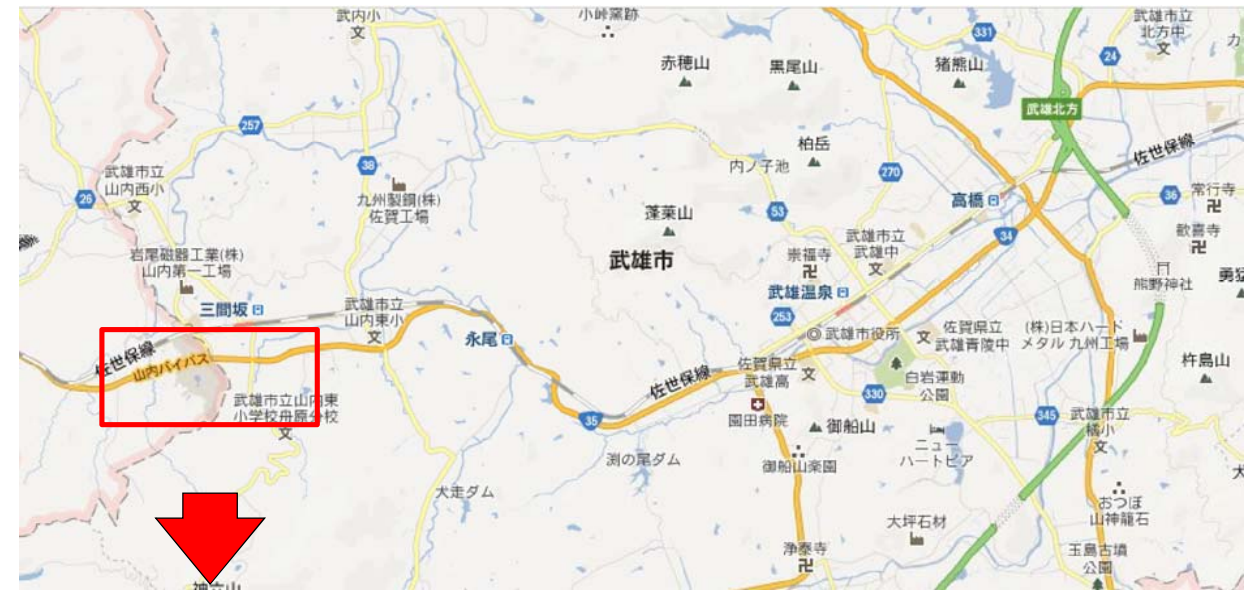 武内小
文
小峠窯跡
331
武雄市立
北方中
文
24
カ
赤穂山
黒尾山
猪熊山
武雄北方
257
38
柏岳
内ノ子池
270
佐世保線
武雄市立
山内西小
文
26
九州製鋼(株)
佐賀工場
高橋
36
常行寺
蓬莱山
53
34
歓喜寺
岩尾磁器工業(株)
山内第一工場
武雄市
崇福寺
武雄市立
武雄中
文
熊野神社
勇猛
三間坂
武雄市立
山内東小
文
武雄温泉
253
永尾
武雄市役所
文
佐賀県立
武雄青陵中
(株)日本ハード
メタル 九州工場
佐世保線
山内バイパス
佐世保線
佐賀県立
武雄高
文
白岩運動
公園
杵島山
武雄市立山内東
小学校舟原分校
文
35
園田病院
330
345
武雄市立
橘小
文
御船山
ニュー
ハートピア
渕の尾ダム
御船山楽園
犬走ダム
おつぼ
山神籠石
大坪石材
浄泰寺
玉島古墳
公園